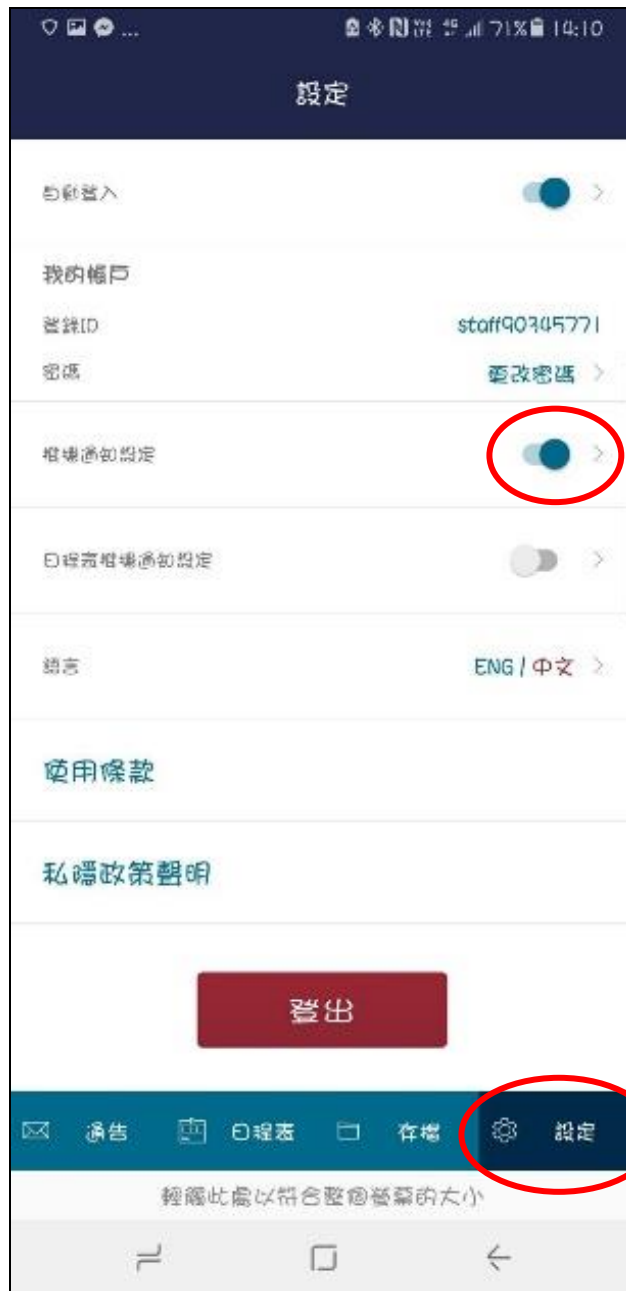 ... 71% 14:10
設定
自動登入
我的帳戶
登錄ID staff90345771
密碼 更改密碼
推播通知設定
日程表推播通知設定
語言 ENG / 中文
使用條款
私隱政策聲明
登出
通告 日程表 存檔 設定
輕觸此處以符合整個螢幕的大小